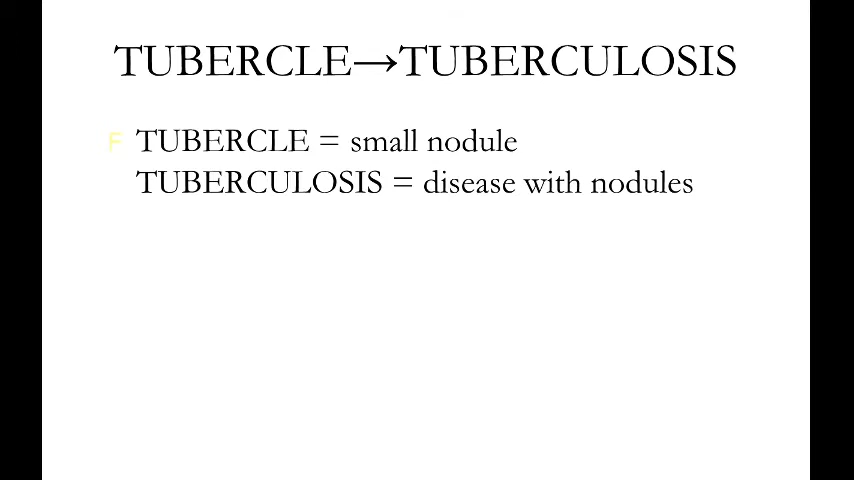 TUBERCLE→TUBERCULOSIS
F TUBERCLE = small nodule
TUBERCULOSIS = disease with nodules